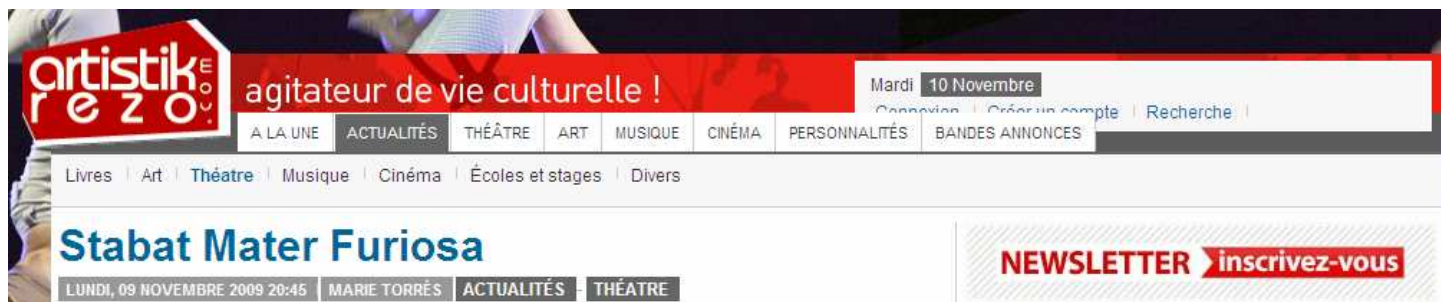 artistik
rezo
.com
agitateur de vie culturelle !
Mardi 10 Novembre
Connexion | Créer un compte | Recherche |
A LA UNE ACTUALITÉS THÉÂTRE ART MUSIQUE CINÉMA PERSONNALITÉS BANDES ANNONCES
Livres | Art | Théatre | Musique | Cinéma | Écoles et stages | Divers
Stabat Mater Furiosa
NEWSLETTER inscrivez-vous
LUNDI, 09 NOVEMBRE 2009 20:45 | MARIE TORRÈS ACTUALITÉS - THÉATRE